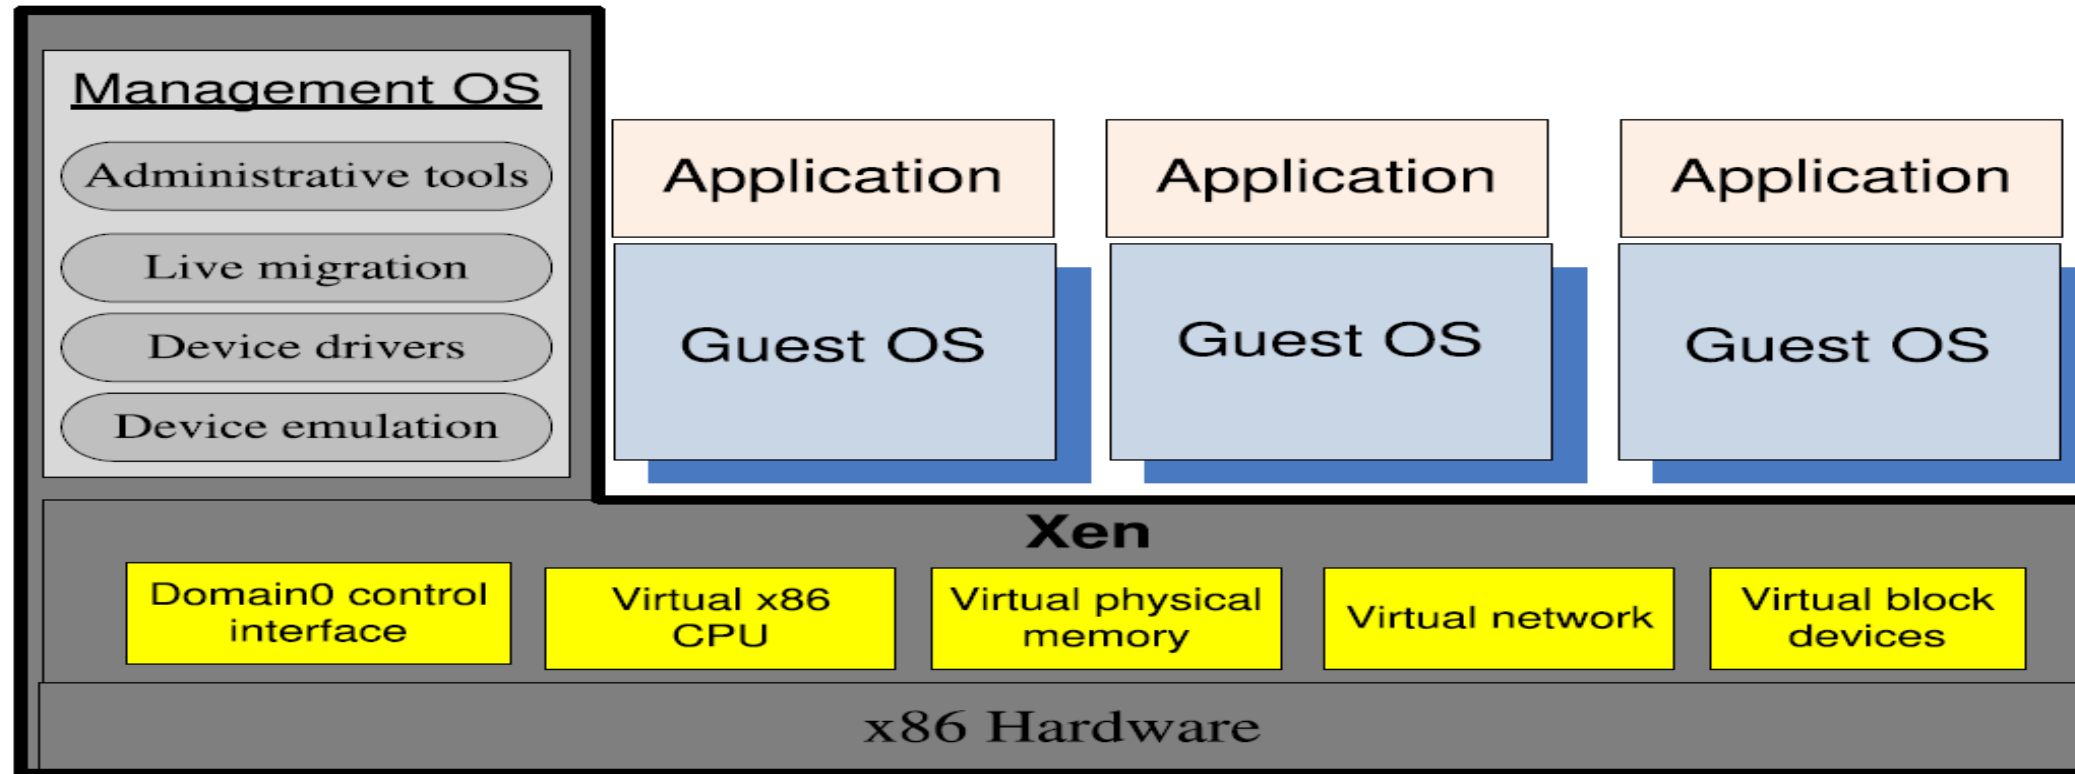 Management OS
Administrative tools
Live migration
Device drivers
Device emulation
Application
Guest OS
Application
Guest OS
Application
Guest OS
Xen
Domain0 control
interface
Virtual x86
CPU
Virtual physical
memory
Virtual network
Virtual block
devices
x86 Hardware